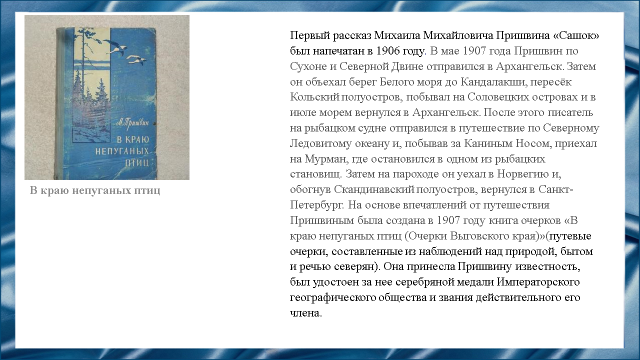 М. Пришвин
В КРАЮ
НЕПУГАНЫХ
ПТИЦ
В краю непуганых птиц
Первый рассказ Михаила Михайловича Пришвина «Сашок»
был напечатан в 1906 году. В мае 1907 года Пришвин по
Сухоне и Северной Двине отправился в Архангельск. Затем
он объехал берег Белого моря до Кандалакши, пересёк
Кольский полуостров, побывал на Соловецких островах и в
июле морем вернулся в Архангельск. После этого писатель
на рыбацком судне отправился в путешествие по Северному
Ледовитому океану и, побывав за Каниным Носом, приехал
на Мурман, где остановился в одном из рыбацких
становищ. Затем на пароходе он уехал в Норвегию и,
обогнув Скандинавский полуостров, вернулся в Санкт-
Петербург. На основе впечатлений от путешествия
Пришвиным была создана в 1907 году книга очерков «В
краю непуганых птиц (Очерки Выговского края)»(путевые
очерки, составленные из наблюдений над природой, бытом
и речью северян). Она принесла Пришвину известность,
был удостоен за нее серебряной медали Императорского
географического общества и звания действительного его
члена.